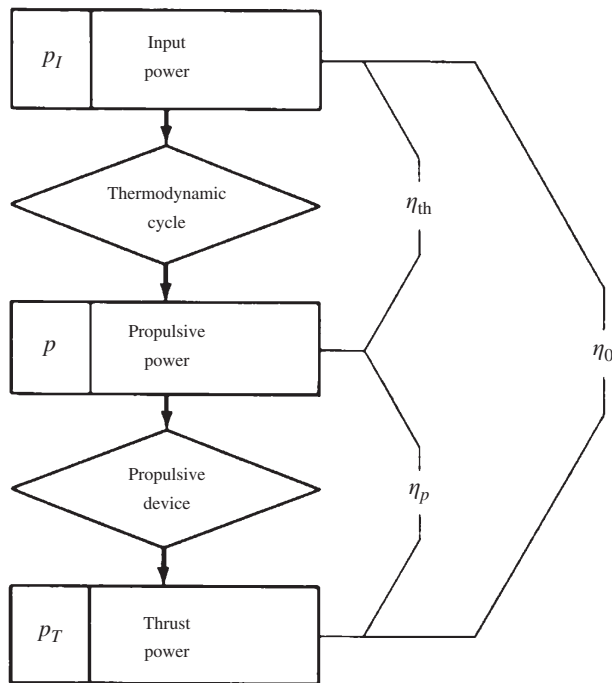 p_I
Input
power
Thermodynamic
cycle
η_th
p
Propulsive
power
η_0
Propulsive
device
η_p
p_T
Thrust
power